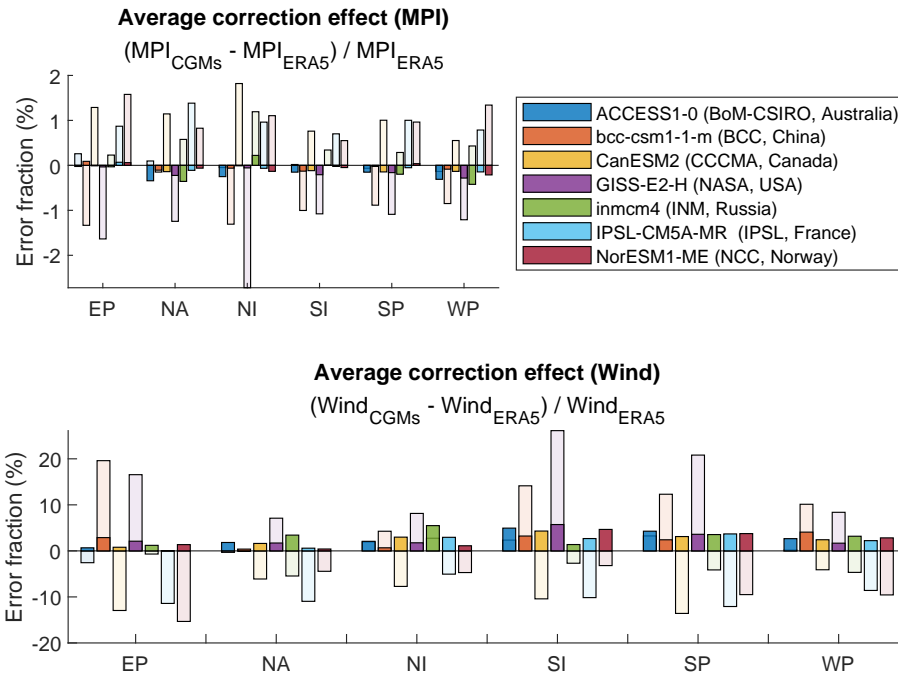 Average correction effect (MPI)
(MPI_CGMs - MPI_ERA5) / MPI_ERA5
Error fraction (%)
2
1
0
-1
-2
EP NA NI SI SP WP
ACCESS1-0 (BoM-CSIRO, Australia)
bcc-csm1-1-m (BCC, China)
CanESM2 (CCCMA, Canada)
GISS-E2-H (NASA, USA)
inmcm4 (INM, Russia)
IPSL-CM5A-MR (IPSL, France)
NorESM1-ME (NCC, Norway)
Average correction effect (Wind)
(Wind_CGMs - Wind_ERA5) / Wind_ERA5
Error fraction (%)
20
10
0
-10
-20
EP NA NI SI SP WP